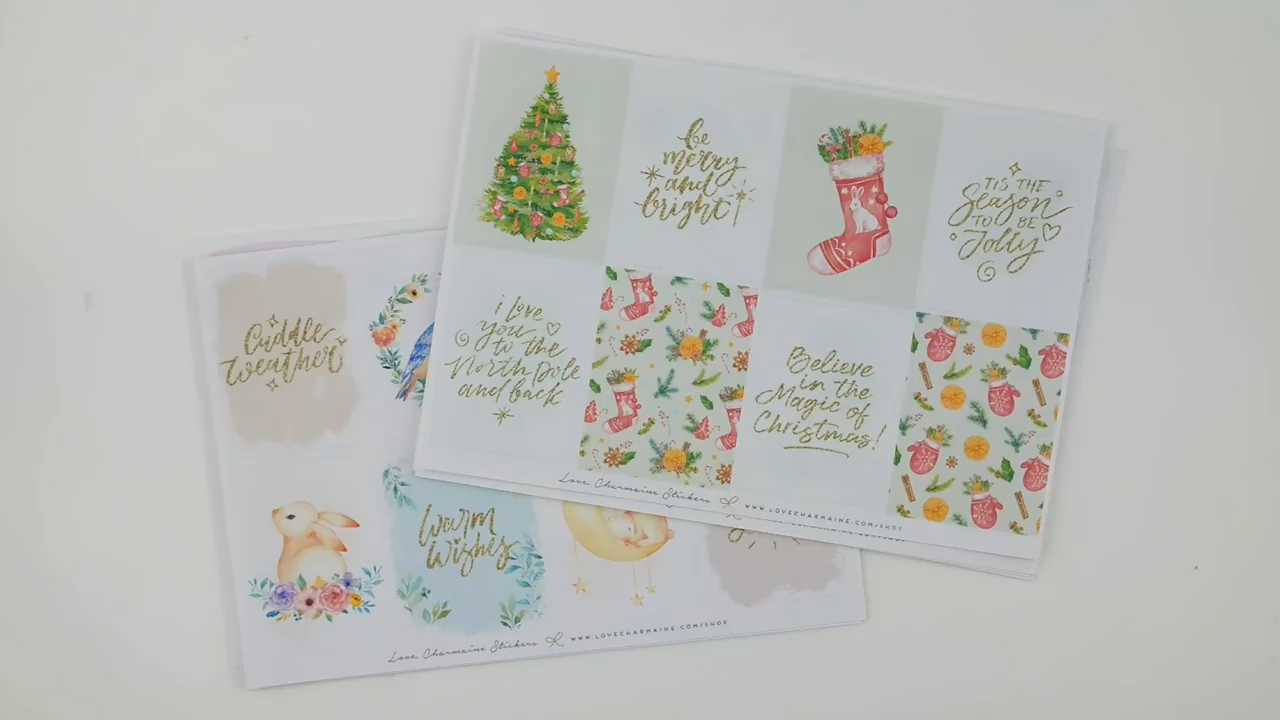 be
merry
and
bright
TIS THE
Season
TO BE
Jolly
i love
you
to the
North pole
and back
Believe
in the
Magic of
Christmas!
Love, Charmaine Stickers WWW.LOVECHARMAINE.COM/SHOP
Cuddle
Weather
Warm
Wishes
Love, Charmaine Stickers WWW.LOVECHARMAINE.COM/SHOP